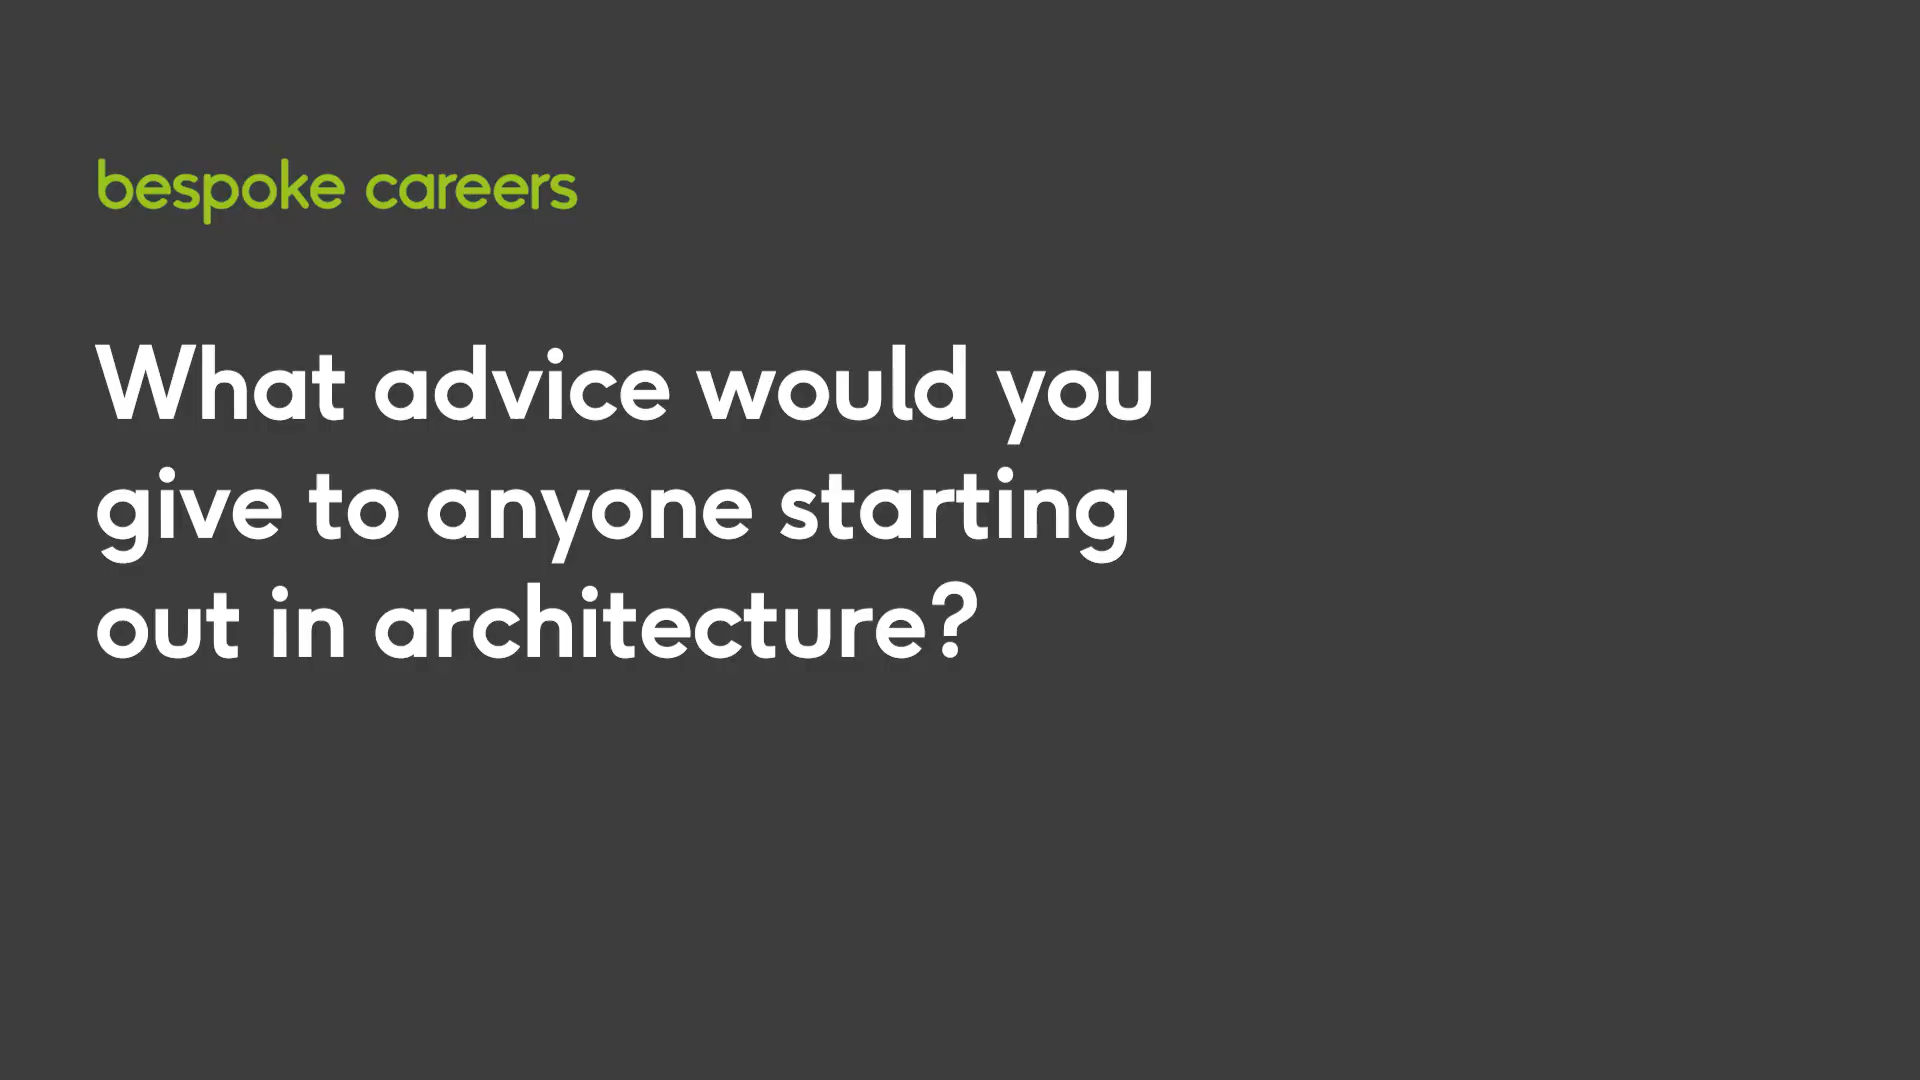 bespoke careers
What advice would you
give to anyone starting
out in architecture?